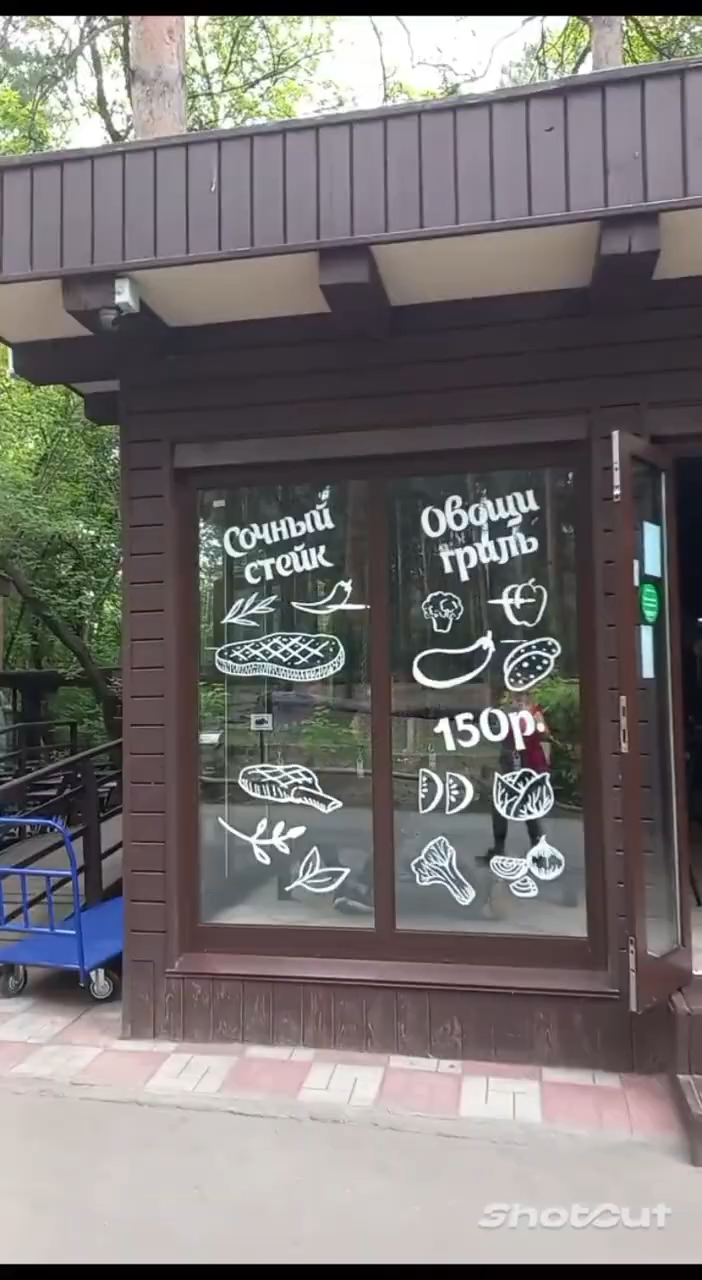 Сочный
стейк
Овощи
гриль
150р.
ShotCut